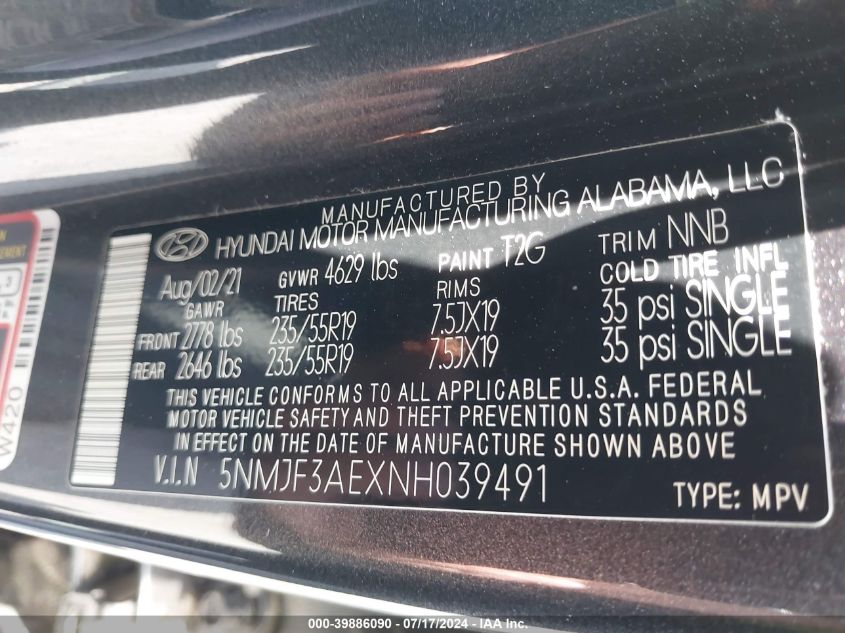 MANUFACTURED BY
HYUNDAI MOTOR MANUFACTURING ALABAMA, LLC
Aug/02/21 GVWR 4629 lbs PAINT T2G TRIM NNB
GAWR TIRES RIMS COLD TIRE INFL
FRONT 2778 lbs 235/55R19 7.5JX19 35 psi SINGLE
REAR 2646 lbs 235/55R19 7.5JX19 35 psi SINGLE
THIS VEHICLE CONFORMS TO ALL APPLICABLE U.S.A. FEDERAL
MOTOR VEHICLE SAFETY AND THEFT PREVENTION STANDARDS
IN EFFECT ON THE DATE OF MANUFACTURE SHOWN ABOVE
V.I.N 5NMJF3AEXNH039491
TYPE: MPV
W420
000-39886090 - 07/17/2024 - IAAI.com